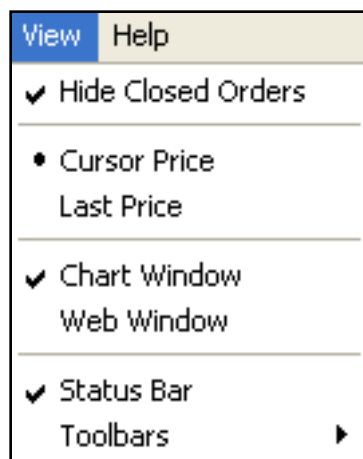 View Help
Hide Closed Orders
Cursor Price
Last Price
Chart Window
Web Window
Status Bar
Toolbars